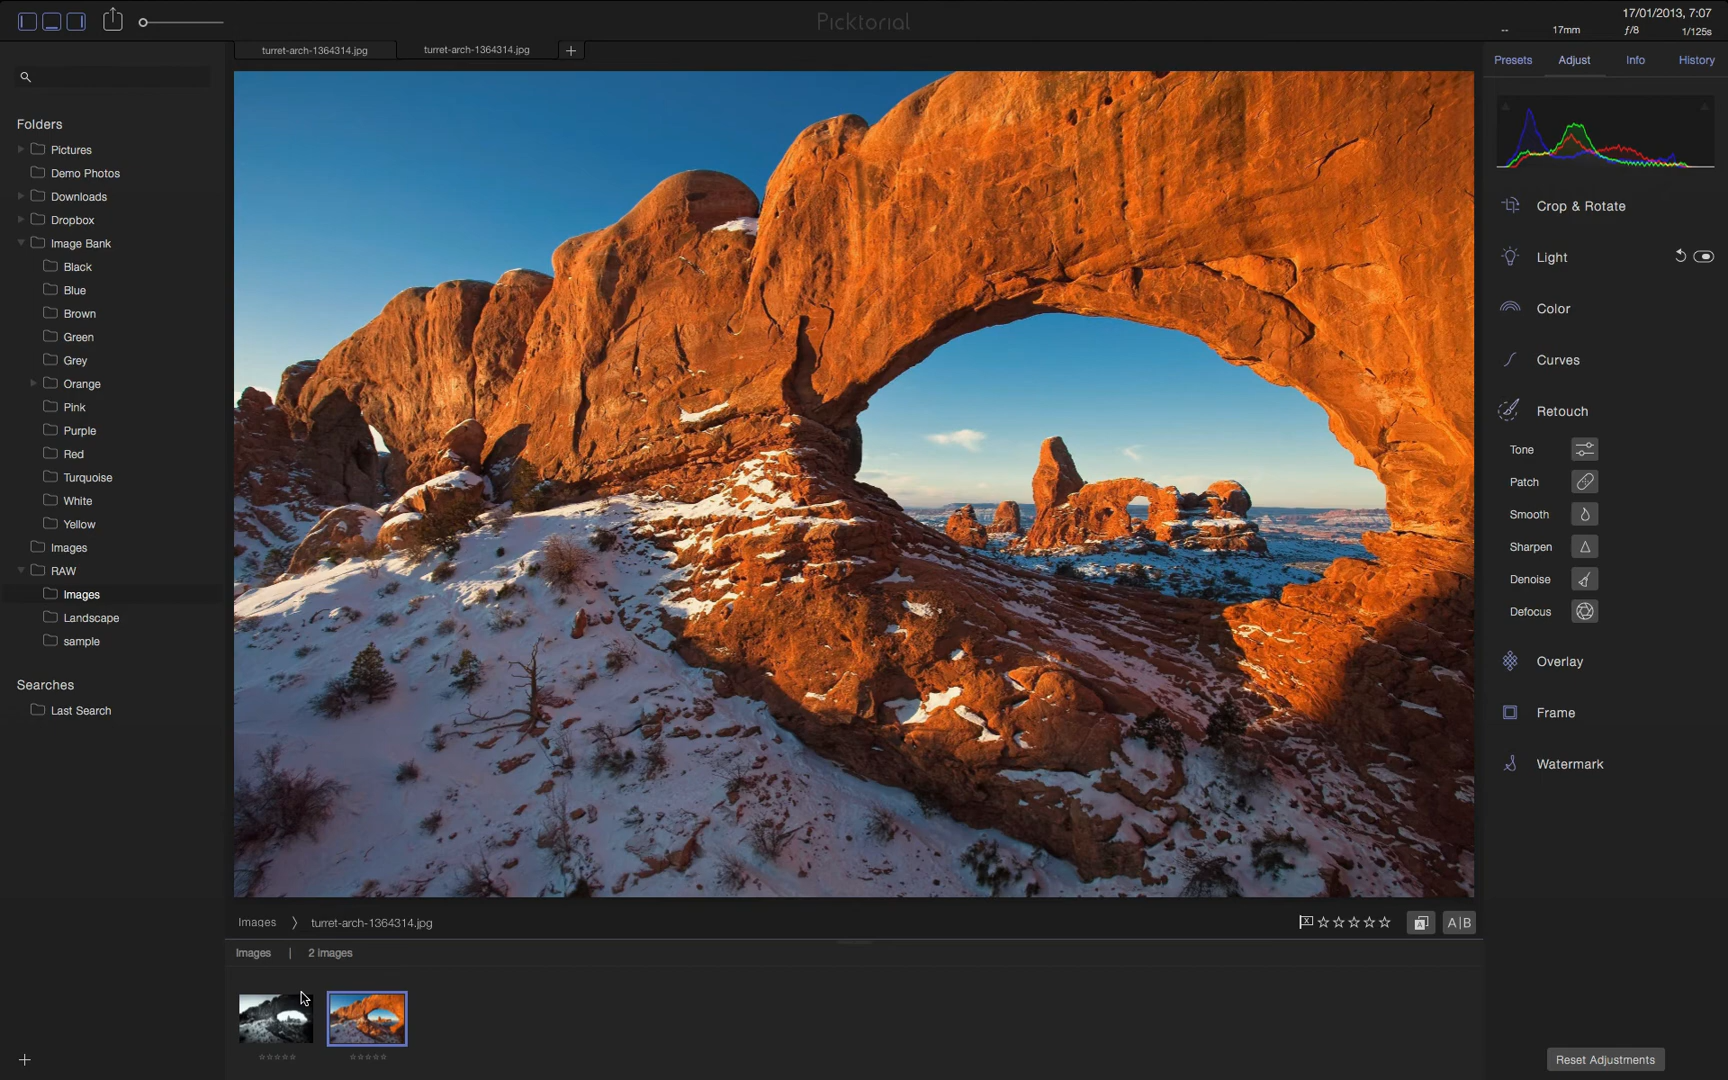 Picktorial
17/01/2013, 7:07
--
17mm
ƒ/8
1/125s
turret-arch-1364314.jpg
turret-arch-1364314.jpg
+
Presets
Adjust
Info
History
Folders
Pictures
Demo Photos
Downloads
Dropbox
Image Bank
Black
Blue
Brown
Green
Grey
Orange
Pink
Purple
Red
Turquoise
White
Yellow
Images
RAW
Images
Landscape
sample
Searches
Last Search
Crop & Rotate
Light
Color
Curves
Retouch
Tone
Patch
Smooth
Sharpen
Denoise
Defocus
Overlay
Frame
Watermark
Images 〉 turret-arch-1364314.jpg
A
A|B
Images | 2 images
+
Reset Adjustments